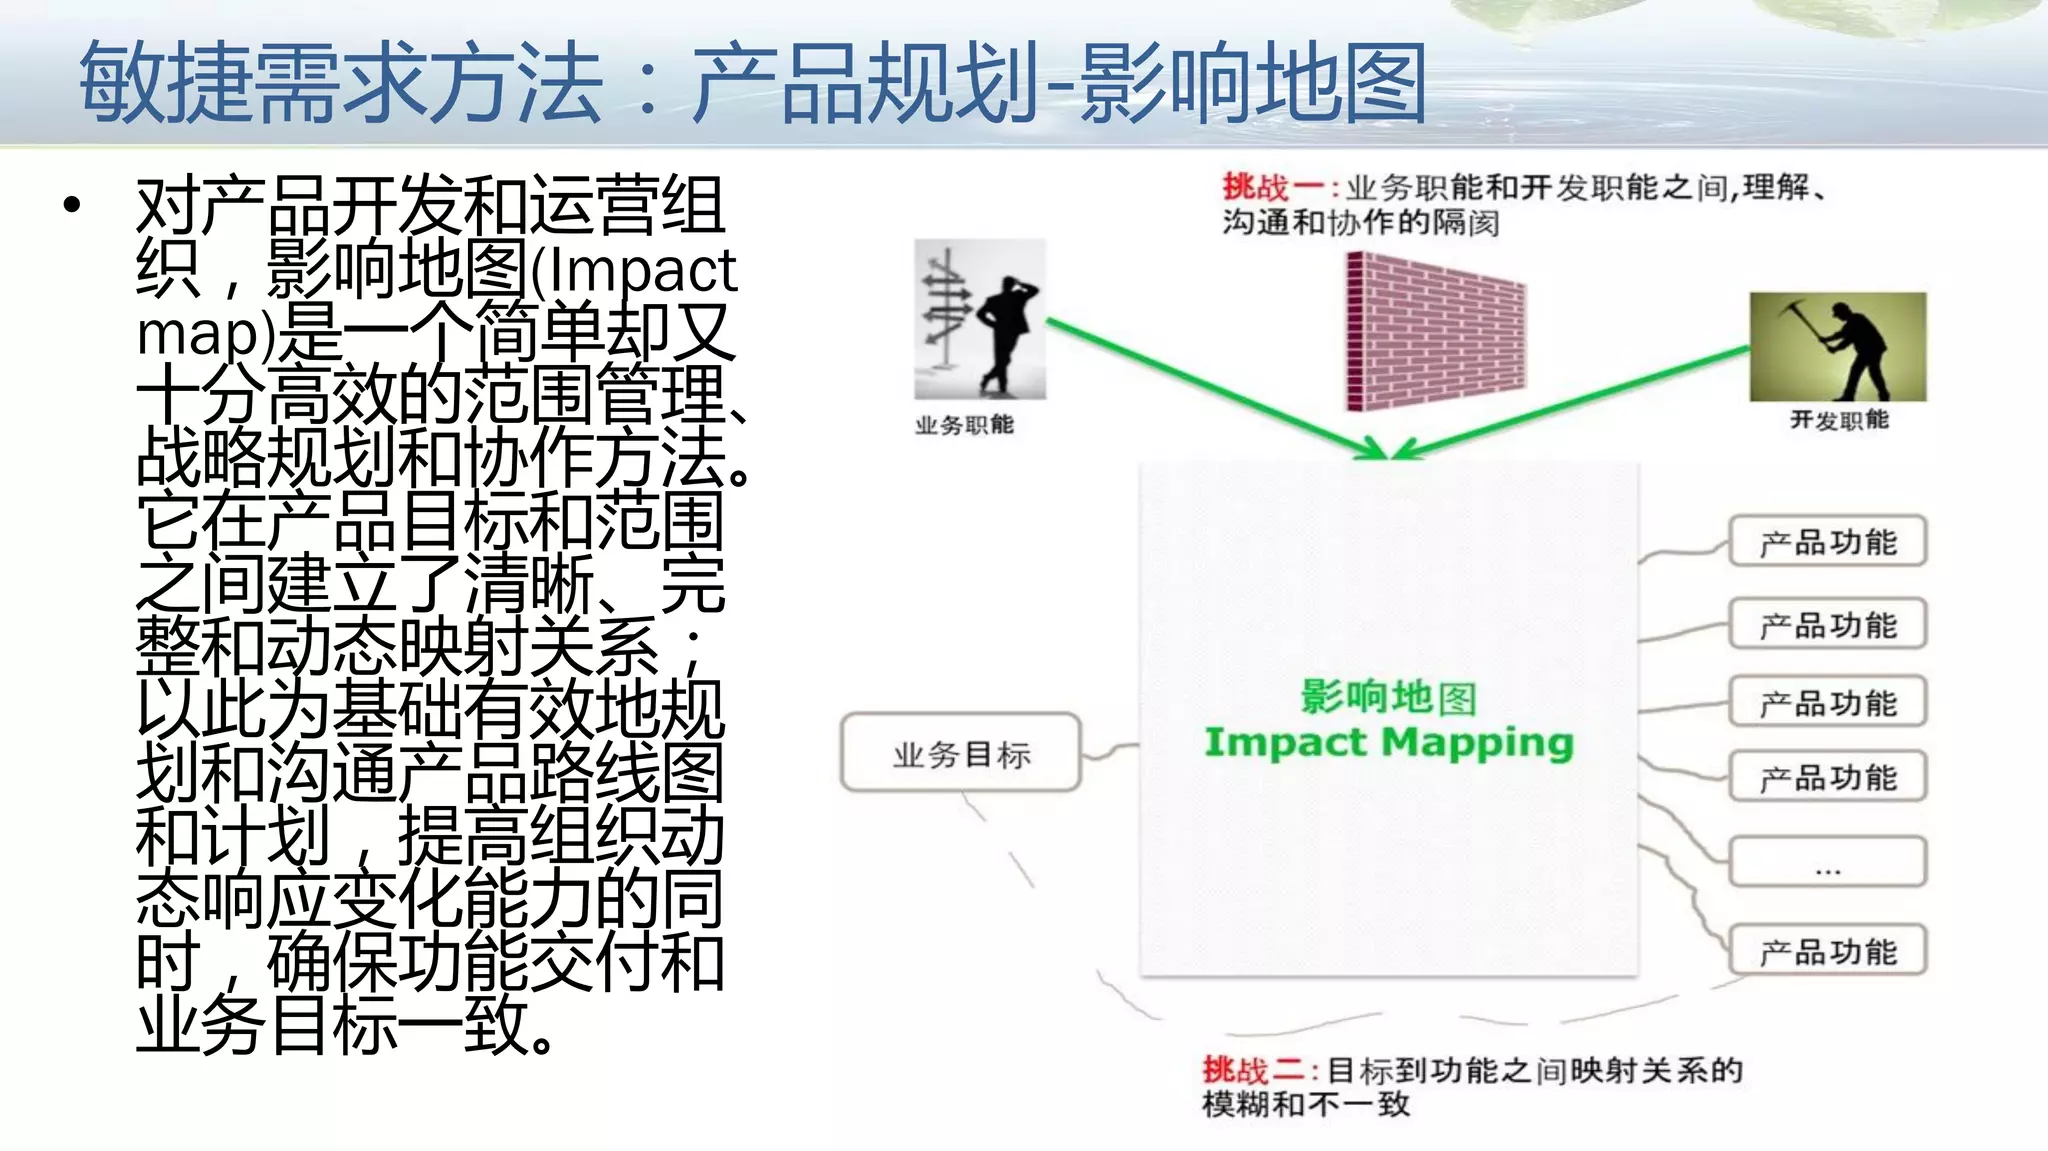 敏捷需求方法：产品规划-影响地图
• 对产品开发和运营组
织，影响地图(Impact
map)是一个简单却又
十分高效的范围管理、
战略规划和协作方法。
它在产品目标和范围
之间建立了清晰、完
整和动态映射关系；
以此为基础有效地规
划和沟通产品路线图
和计划，提高组织动
态响应变化能力的同
时，确保功能交付和
业务目标一致。
挑战一:业务职能和开发职能之间,理解、
沟通和协作的隔阂
业务职能
开发职能
业务目标
影响地图
Impact Mapping
产品功能
产品功能
产品功能
产品功能
...
产品功能
挑战二:目标到功能之间映射关系的
模糊和不一致